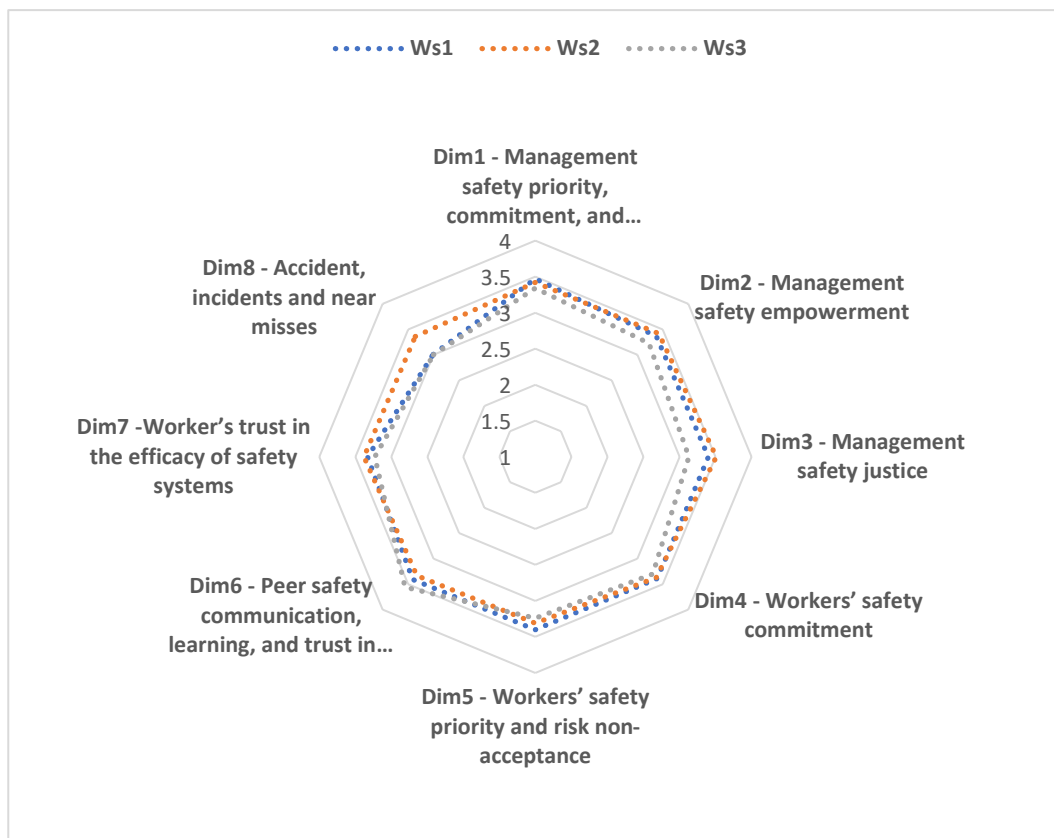 Ws1 Ws2 Ws3
Dim1 - Management
safety priority,
commitment, and...
4
3.5
3
2.5
2
1.5
1
Dim2 - Management
safety empowerment
Dim3 - Management
safety justice
Dim4 - Workers’ safety
commitment
Dim5 - Workers’ safety
priority and risk non-
acceptance
Dim6 - Peer safety
communication,
learning, and trust in...
Dim7 -Worker’s trust in
the efficacy of safety
systems
Dim8 - Accident,
incidents and near
misses